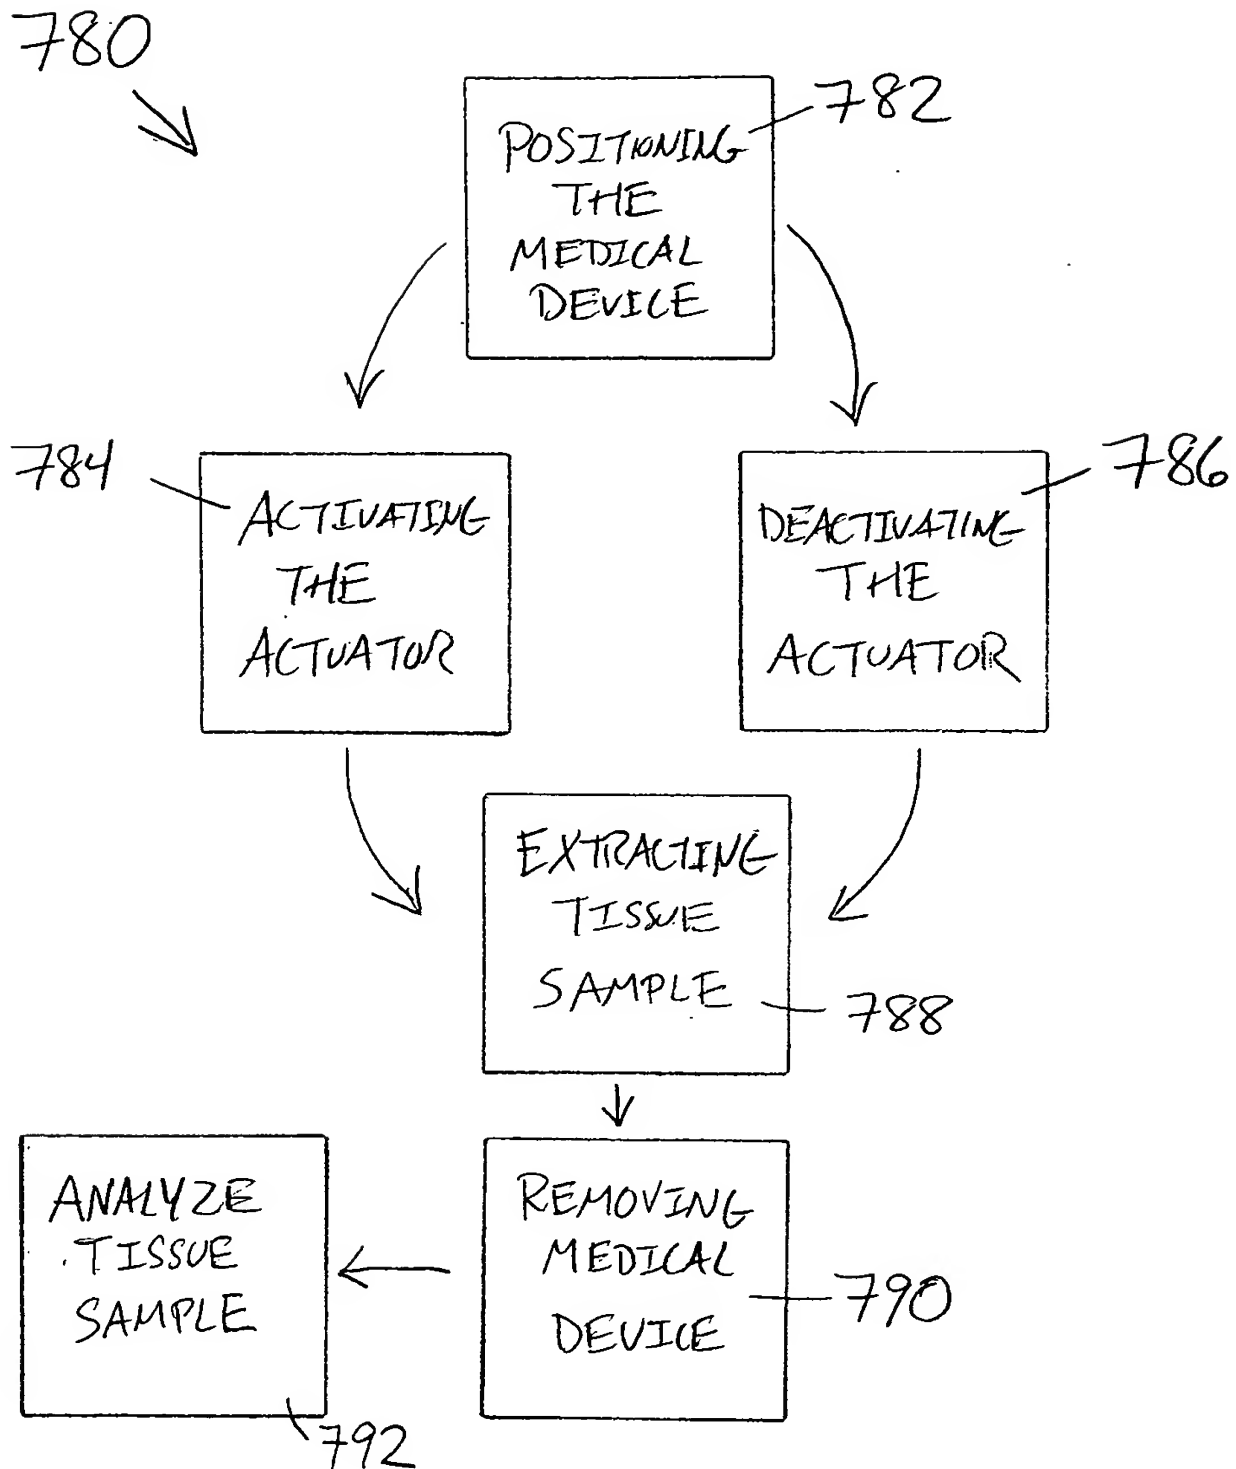 780
782
POSITIONING
THE
MEDICAL
DEVICE
784
ACTIVATING
THE
ACTUATOR
786
DEACTIVATING
THE
ACTUATOR
EXTRACTING
TISSUE
SAMPLE
788
ANALYZE
TISSUE
SAMPLE
792
REMOVING
MEDICAL
DEVICE
790